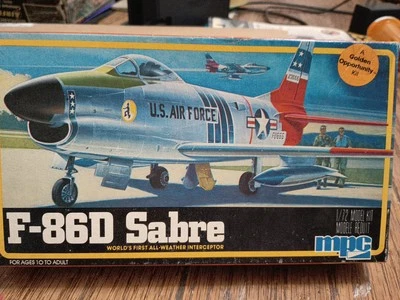 A
Golden
Opportunity
Kit
U.S. AIR FORCE
F-86D Sabre
WORLD'S FIRST ALL-WEATHER INTERCEPTOR
1/72 MODEL KIT
MODELE REDUIT
mpc
FOR AGES 10 TO ADULT